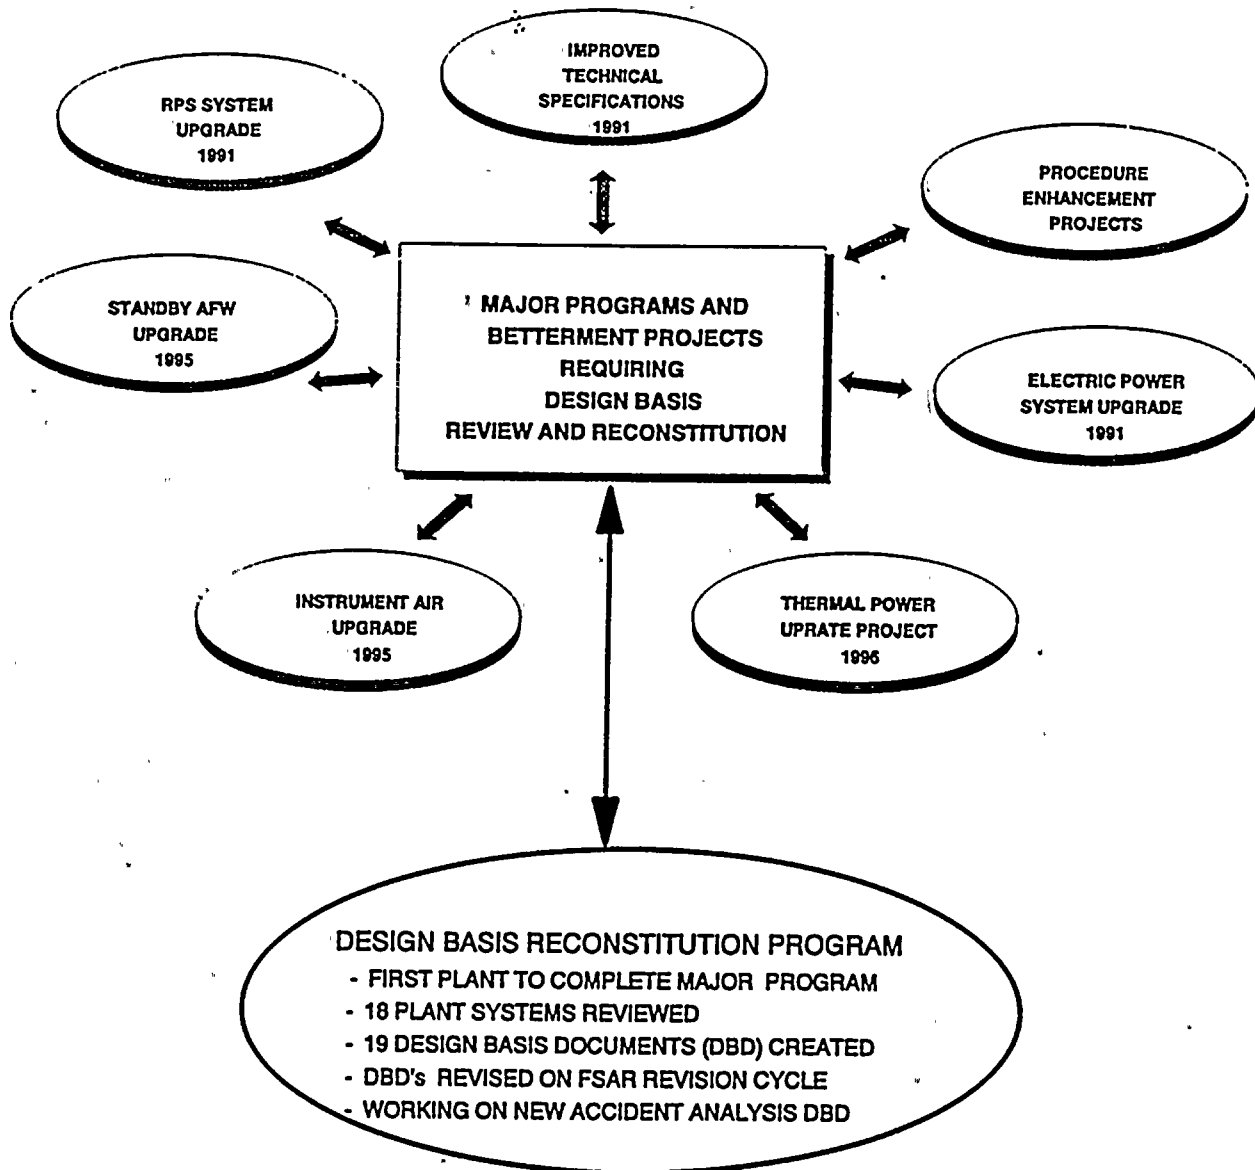 IMPROVED
TECHNICAL
SPECIFICATIONS
1991
RPS SYSTEM
UPGRADE
1991
PROCEDURE
ENHANCEMENT
PROJECTS
STANDBY AFW
UPGRADE
1995
MAJOR PROGRAMS AND
BETTERMENT PROJECTS
REQUIRING
DESIGN BASIS
REVIEW AND RECONSTITUTION
ELECTRIC POWER
SYSTEM UPGRADE
1991
INSTRUMENT AIR
UPGRADE
1995
THERMAL POWER
UPRATE PROJECT
1996
DESIGN BASIS RECONSTITUTION PROGRAM
- FIRST PLANT TO COMPLETE MAJOR PROGRAM
- 18 PLANT SYSTEMS REVIEWED
- 19 DESIGN BASIS DOCUMENTS (DBD) CREATED
- DBD's REVISED ON FSAR REVISION CYCLE
- WORKING ON NEW ACCIDENT ANALYSIS DBD